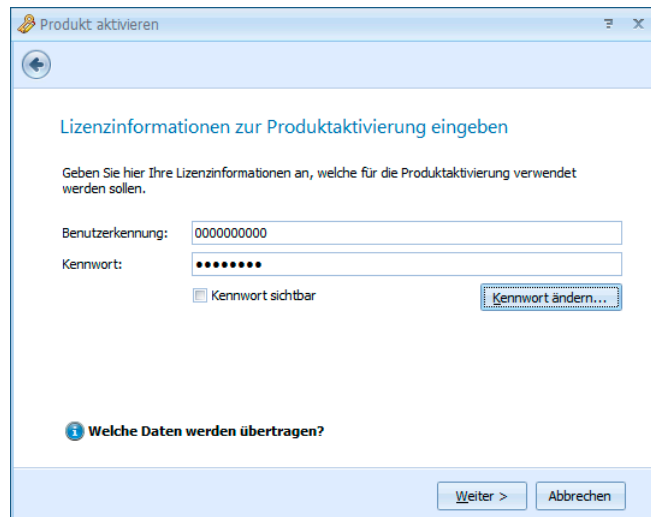 Produkt aktivieren
Lizenzinformationen zur Produktaktivierung eingeben
Geben Sie hier Ihre Lizenzinformationen an, welche für die Produktaktivierung verwendet
werden sollen.
Benutzerkennung: 0000000000
Kennwort: ●●●●●●●●
Kennwort sichtbar Kennwort ändern...
Welche Daten werden übertragen?
Weiter > Abbrechen